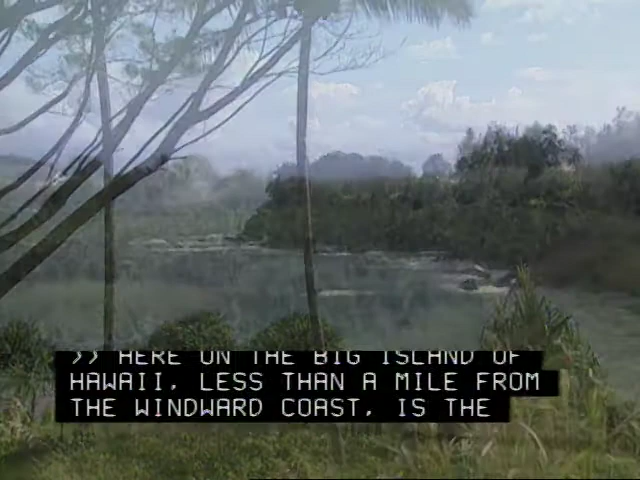 >> HERE ON THE BIG ISLAND OF
HAWAII, LESS THAN A MILE FROM
THE WINDWARD COAST, IS THE